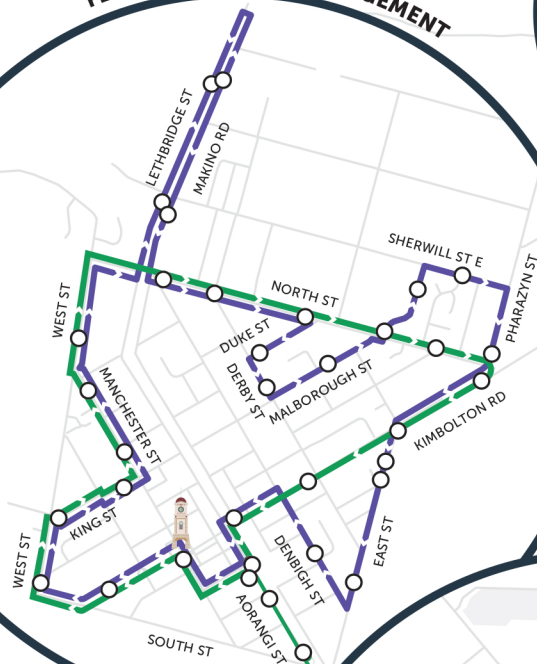 GEMENT
LETHBRIDGE ST
MAKINO RD
SHERWILL ST E
PHARAZYN ST
NORTH ST
WEST ST
DUKE ST
DERBY ST
MALBOROUGH ST
MANCHESTER ST
KIMBOLTON RD
KING ST
WEST ST
DENBIGH ST
EAST ST
AORANGI ST
SOUTH ST